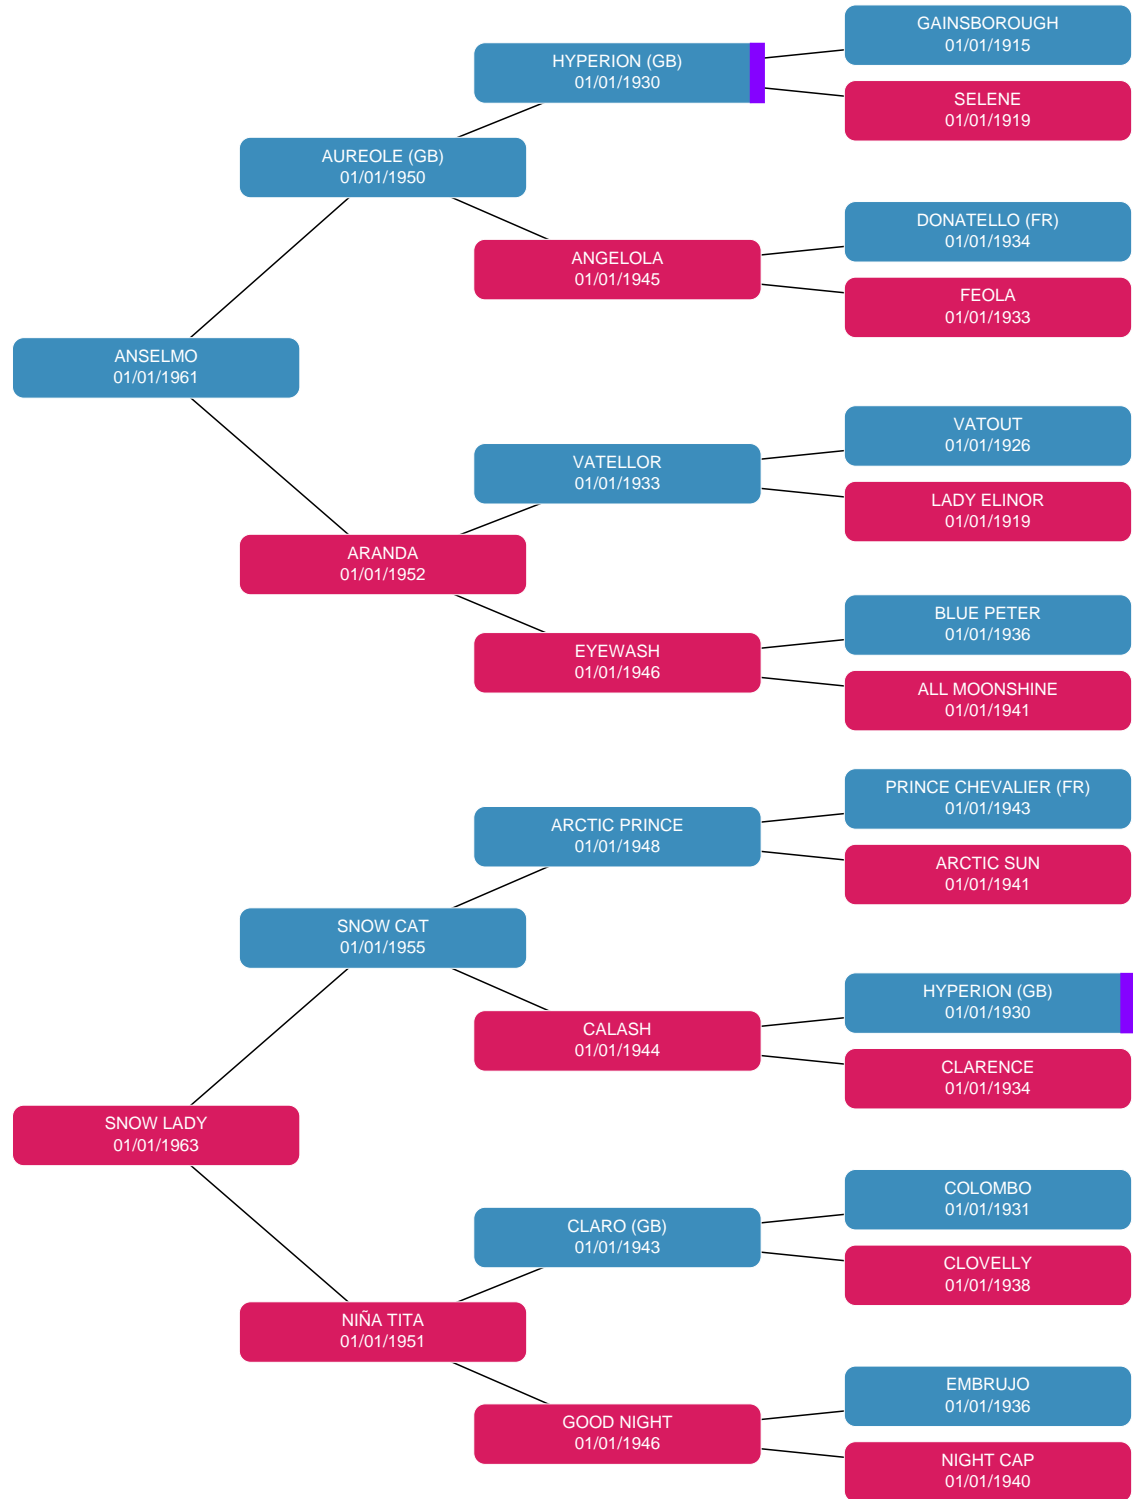 GAINSBOROUGH
01/01/1915
HYPERION (GB)
01/01/1930
SELENE
01/01/1919
AUREOLE (GB)
01/01/1950
DONATELLO (FR)
01/01/1934
ANGELOLA
01/01/1945
FEOLA
01/01/1933
ANSELMO
01/01/1961
VATOUT
01/01/1926
VATELLOR
01/01/1933
LADY ELINOR
01/01/1919
ARANDA
01/01/1952
BLUE PETER
01/01/1936
EYEWASH
01/01/1946
ALL MOONSHINE
01/01/1941
PRINCE CHEVALIER (FR)
01/01/1943
ARCTIC PRINCE
01/01/1948
ARCTIC SUN
01/01/1941
SNOW CAT
01/01/1955
HYPERION (GB)
01/01/1930
CALASH
01/01/1944
CLARENCE
01/01/1934
SNOW LADY
01/01/1963
COLOMBO
01/01/1931
CLARO (GB)
01/01/1943
CLOVELLY
01/01/1938
NIÑA TITA
01/01/1951
EMBRUJO
01/01/1936
GOOD NIGHT
01/01/1946
NIGHT CAP
01/01/1940